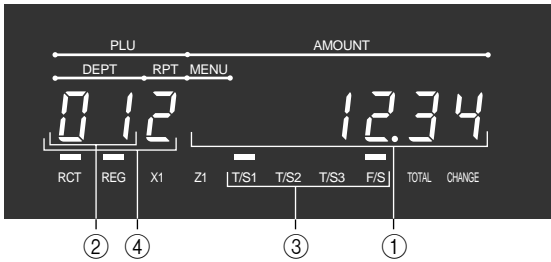 PLU AMOUNT
DEPT RPT MENU
012 12.34
RCT REG X1 Z1 T/S1 T/S2 T/S3 F/S TOTAL CHANGE
② ④ ③ ①